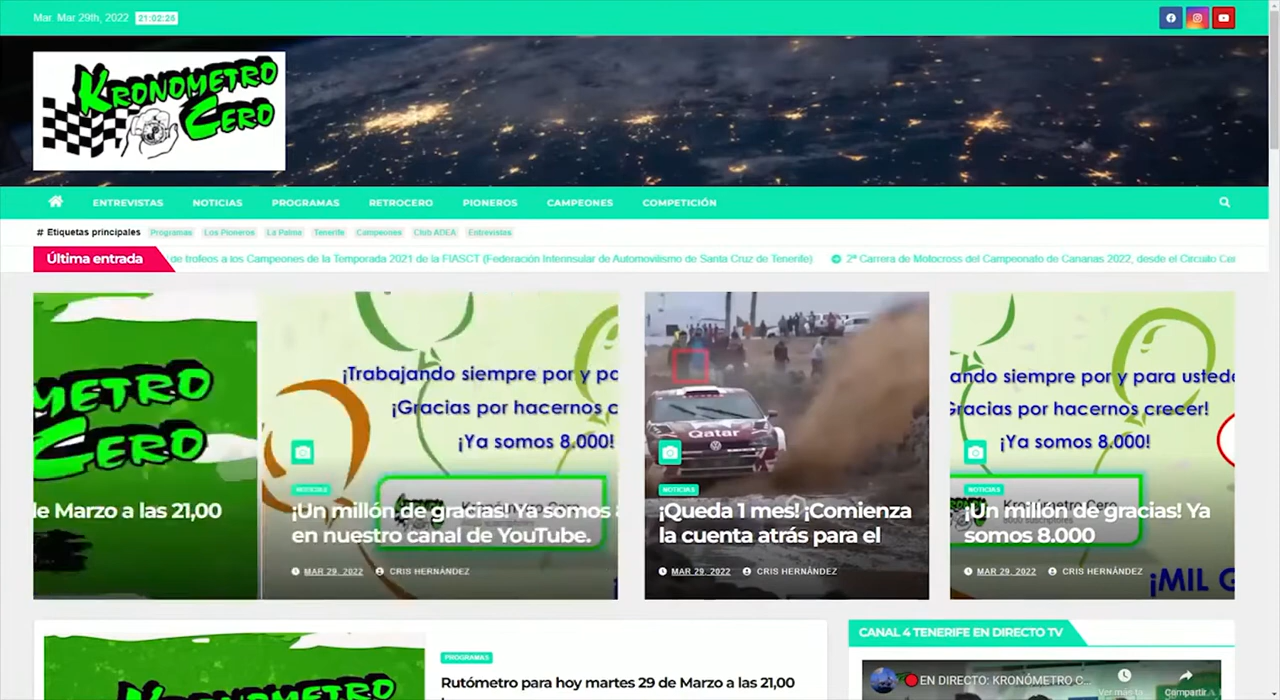 Mar. Mar 29th, 2022 21:02:26
KRONOMETRO
CERO
ENTREVISTAS NOTICIAS PROGRAMAS RETROCERO PIONEROS CAMPEONES COMPETICIÓN
# Etiquetas principales Programas Los Pioneros La Palma Tenerife Campeones Club ADEA Entrevistas
Última entrada de trofeos a los Campeones de la Temporada 2021 de la FIASCT (Federación Interinsular de Automovilismo de Santa Cruz de Tenerife) 2ª Carrera de Motocross del Campeonato de Canarias 2022, desde el Circuito
METRO
CERO
de Marzo a las 21,00
¡Trabajando siempre por y
¡Gracias por hacernos
¡Ya somos 8.000!
NOTICIAS
¡Un millón de gracias! Ya somos
en nuestro canal de YouTube.
MAR 29, 2022 CRIS HERNÁNDEZ
Qatar
NOTICIAS
¡Queda 1 mes! ¡Comienza
la cuenta atrás para el
MAR 29, 2022 CRIS HERNÁNDEZ
ando siempre por y para ustede
Gracias por hacernos crecer!
¡Ya somos 8.000!
NOTICIAS
¡Un millón de gracias! Ya
somos 8.000
MAR 29, 2022 CRIS HERNÁNDEZ
¡MIL G
KRONOMETRO
PROGRAMAS
Rutómetro para hoy martes 29 de Marzo a las 21,00
CANAL 4 TENERIFE EN DIRECTO TV
EN DIRECTO: KRONÓMETRO C...
Ver más ta... Compartir